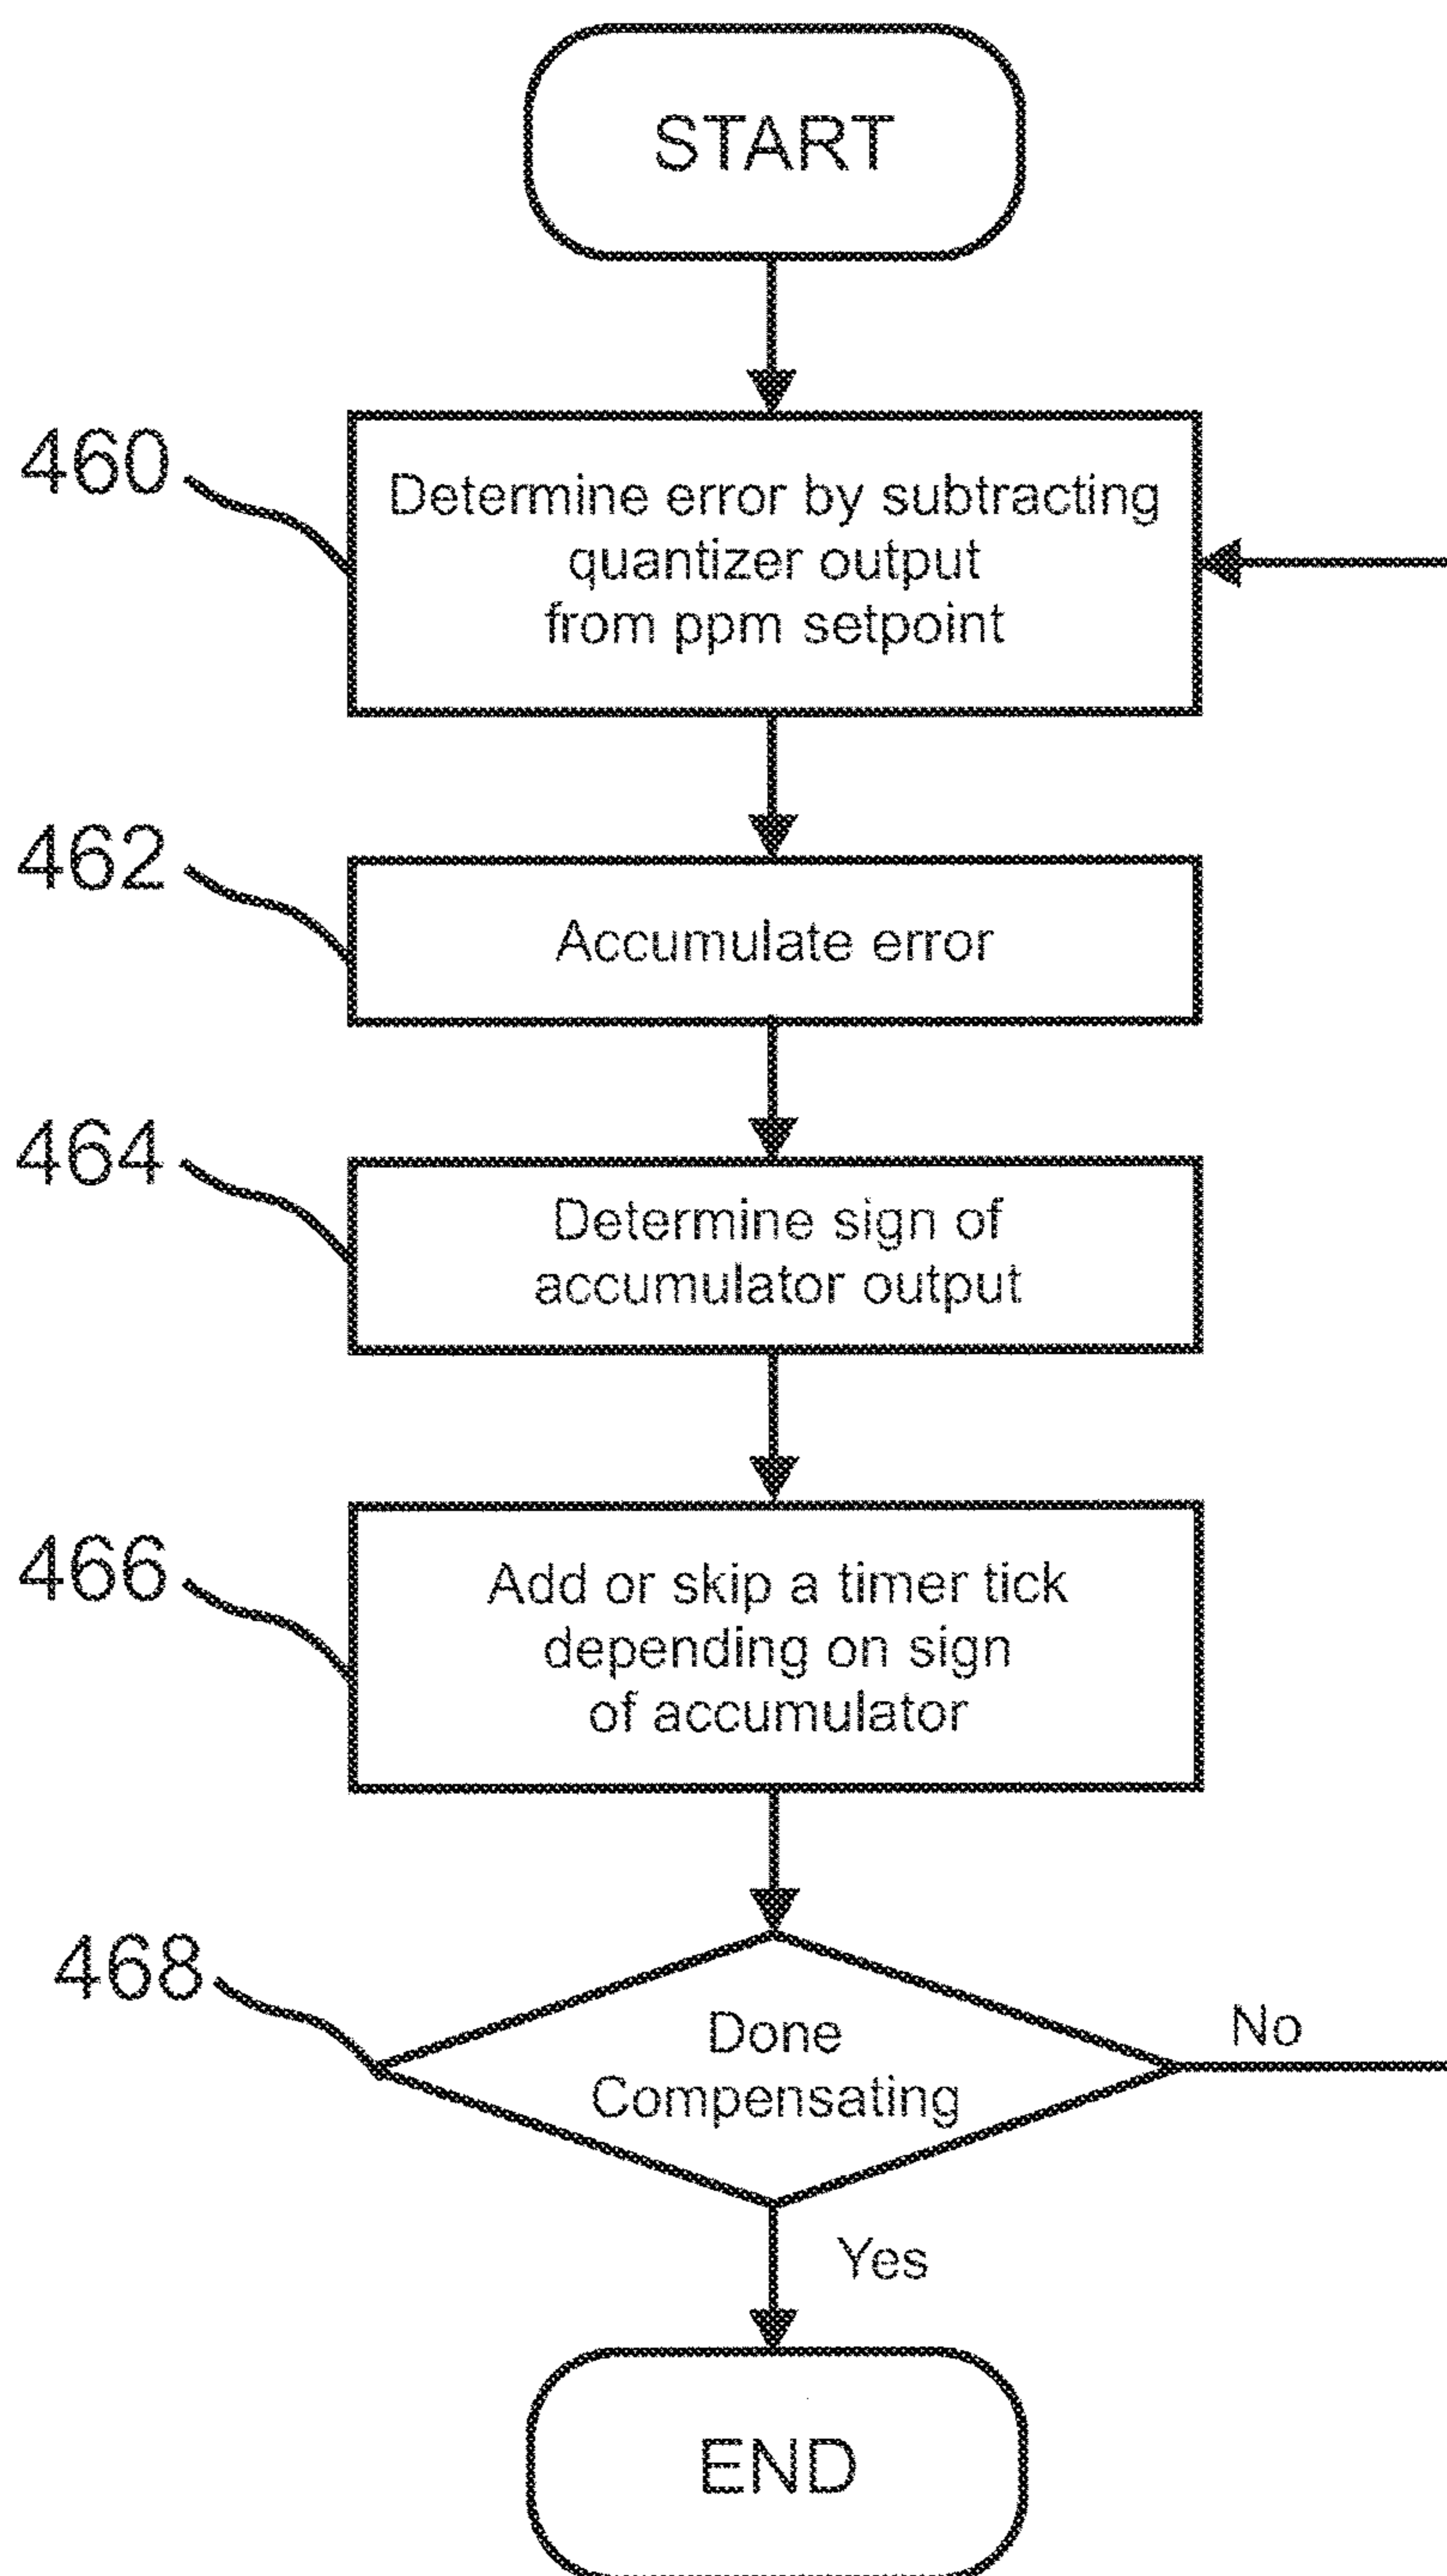 START
460
Determine error by subtracting
quantizer output
from ppm setpoint
462
Accumulate error
464
Determine sign of
accumulator output
466
Add or skip a timer tick
depending on sign
of accumulator
468
Done
Compensating
No
Yes
END